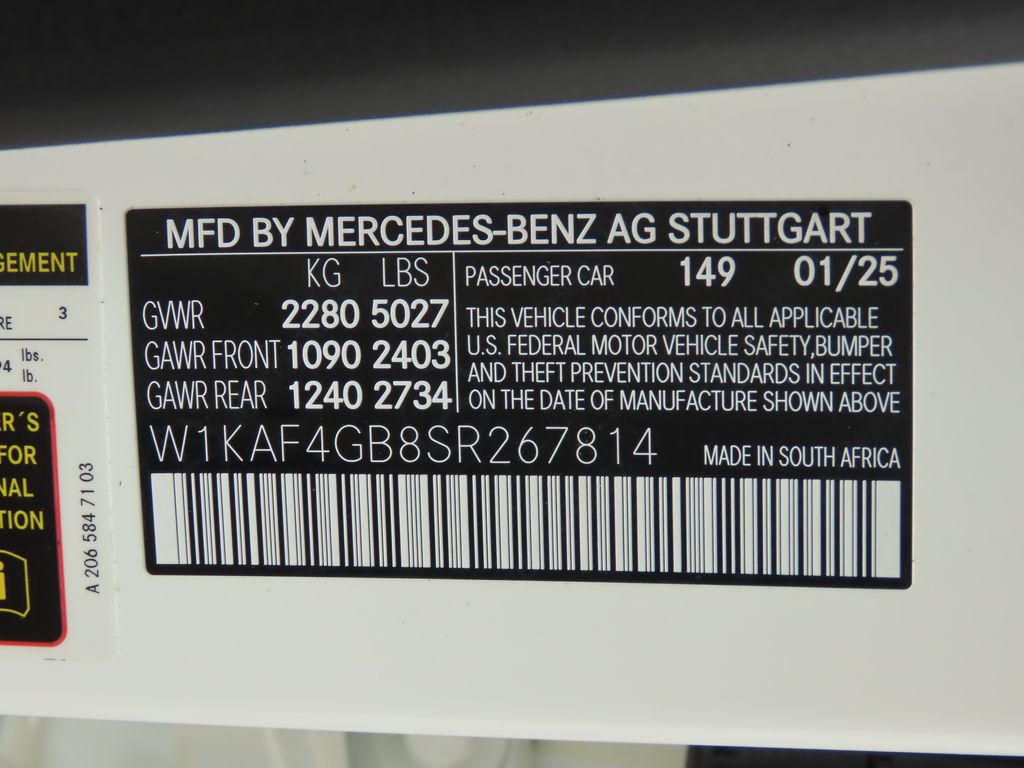 MFD BY MERCEDES-BENZ AG STUTTGART
KG LBS
GVWR 2280 5027
GAWR FRONT 1090 2403
GAWR REAR 1240 2734
PASSENGER CAR 149 01/25
THIS VEHICLE CONFORMS TO ALL APPLICABLE
U.S. FEDERAL MOTOR VEHICLE SAFETY,BUMPER
AND THEFT PREVENTION STANDARDS IN EFFECT
ON THE DATE OF MANUFACTURE SHOWN ABOVE
W1KAF4GB8SR267814 MADE IN SOUTH AFRICA
GEMENT
RE 3
lbs.
lb.
ER´S
FOR
NAL
TION
i
A 206 584 71 03